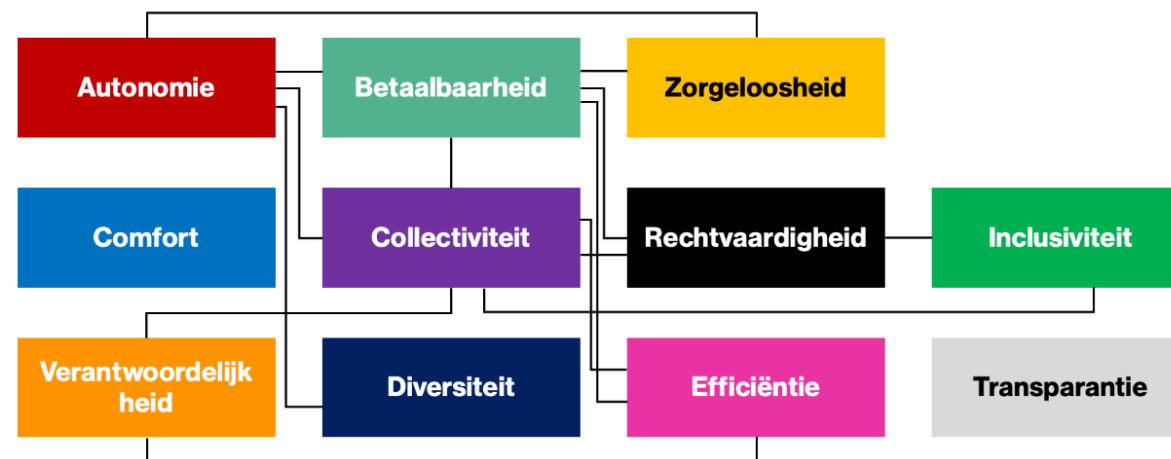 Autonomie
Betaalbaarheid
Zorgeloosheid
Comfort
Collectiviteit
Rechtvaardigheid
Inclusiviteit
Verantwoordelijk
heid
Diversiteit
Efficiëntie
Transparantie